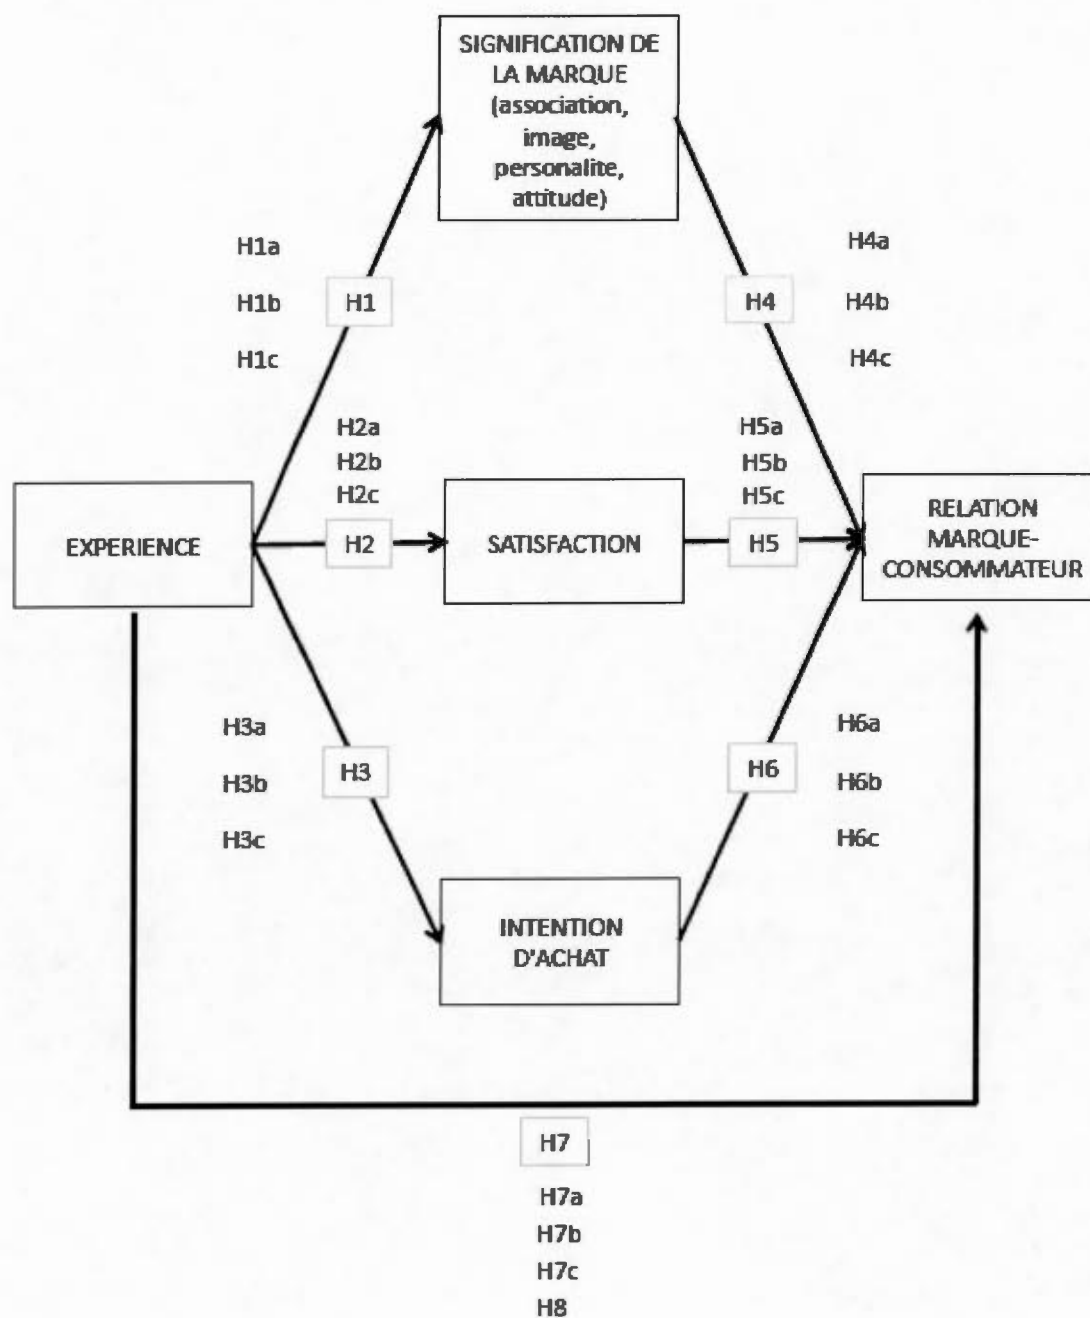 SIGNIFICATION DE
LA MARQUE
(association,
image,
personalite,
attitude)
H1a
H1b
H1c
H1
H4
H4a
H4b
H4c
H2a
H2b
H2c
H2
H5a
H5b
H5c
H5
EXPERIENCE
SATISFACTION
RELATION
MARQUE-
CONSOMMATEUR
H3a
H3b
H3c
H3
H6
H6a
H6b
H6c
INTENTION
D'ACHAT
H7
H7a
H7b
H7c
H8